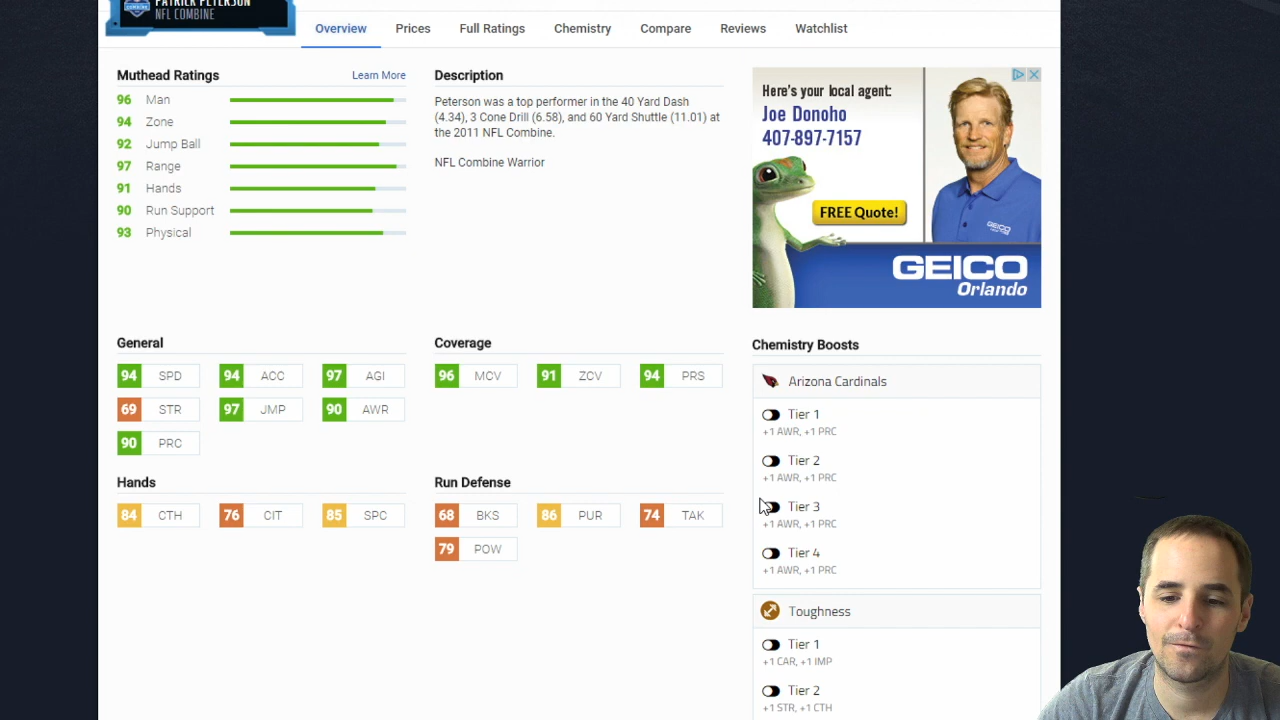 PATRICK PETERSON
NFL COMBINE
Overview
Prices
Full Ratings
Chemistry
Compare
Reviews
Watchlist
Muthead Ratings
Learn More
96 Man
94 Zone
92 Jump Ball
97 Range
91 Hands
90 Run Support
93 Physical
Description
Peterson was a top performer in the 40 Yard Dash
(4.34), 3 Cone Drill (6.58), and 60 Yard Shuttle (11.01) at
the 2011 NFL Combine.
NFL Combine Warrior
Here's your local agent:
Joe Donoho
407-897-7157
FREE Quote!
GEICO
GEICO
Orlando
General
94 SPD
94 ACC
97 AGI
69 STR
97 JMP
90 AWR
90 PRC
Coverage
96 MCV
91 ZCV
94 PRS
Hands
84 CTH
76 CIT
85 SPC
Run Defense
68 BKS
86 PUR
74 TAK
79 POW
Chemistry Boosts
Arizona Cardinals
Tier 1
+1 AWR, +1 PRC
Tier 2
+1 AWR, +1 PRC
Tier 3
+1 AWR, +1 PRC
Tier 4
+1 AWR, +1 PRC
Toughness
Tier 1
+1 CAR, +1 IMP
Tier 2
+1 STR, +1 CTH